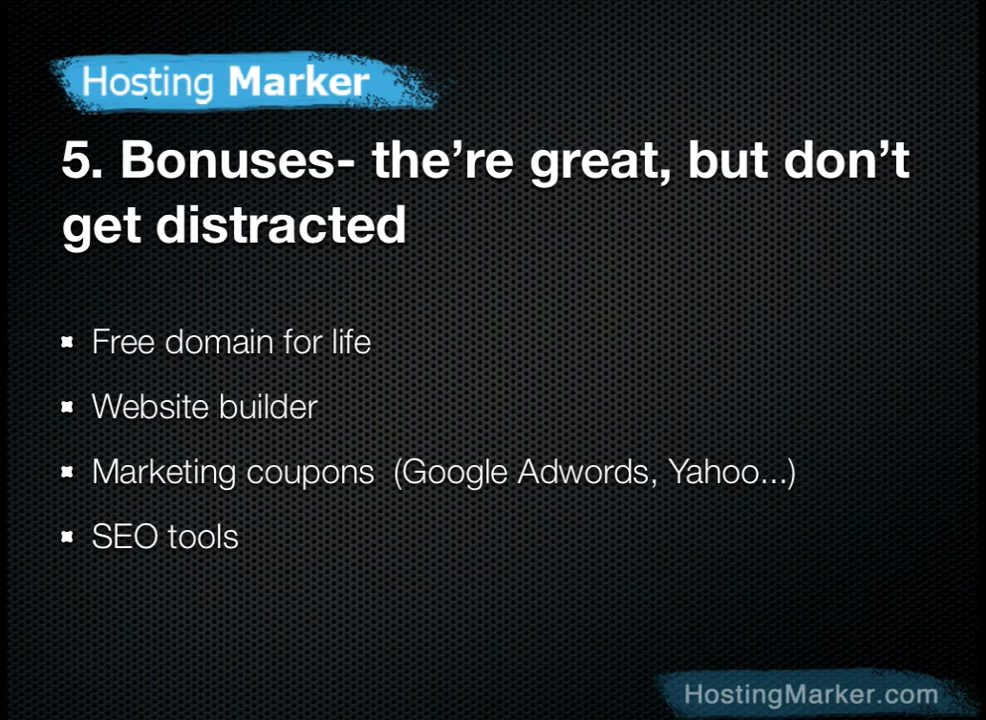 Hosting Marker
5. Bonuses- the’re great, but don’t
get distracted
Free domain for life
Website builder
Marketing coupons (Google Adwords, Yahoo...)
SEO tools
HostingMarker.com